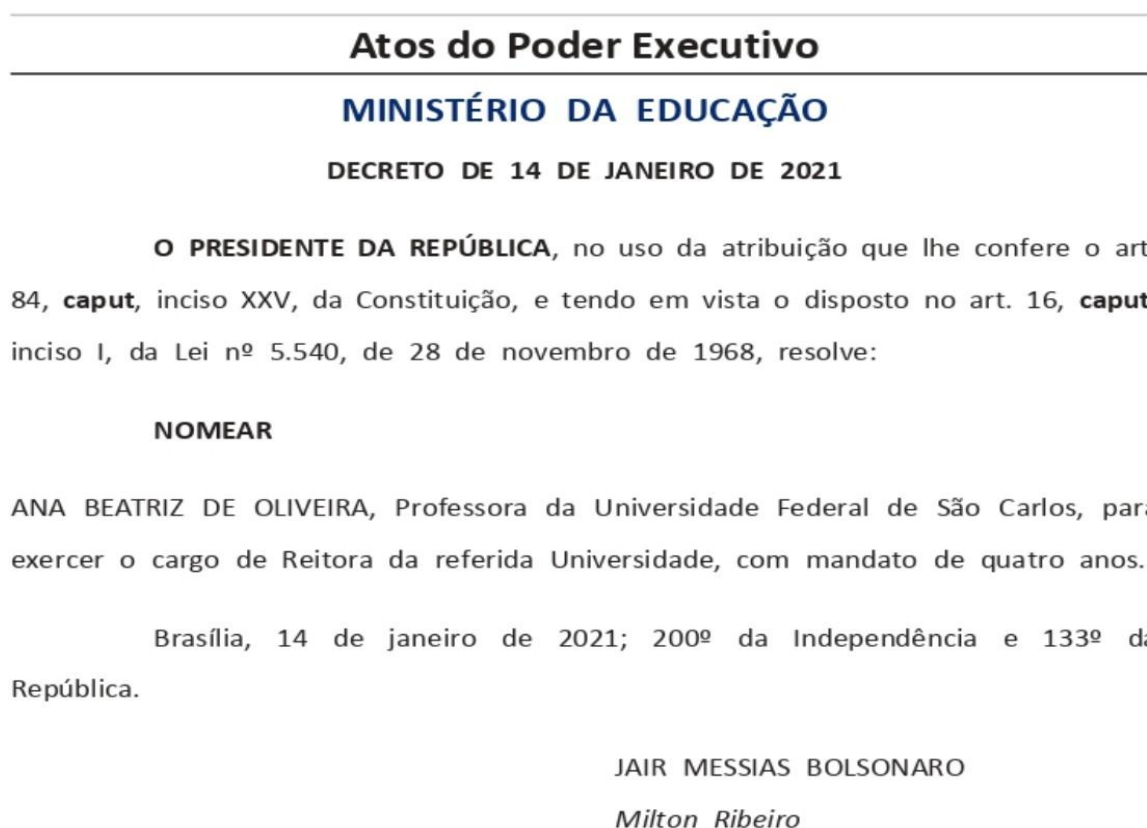 Atos do Poder Executivo
MINISTÉRIO DA EDUCAÇÃO
DECRETO DE 14 DE JANEIRO DE 2021
O PRESIDENTE DA REPÚBLICA, no uso da atribuição que lhe confere o art
84, caput, inciso XXV, da Constituição, e tendo em vista o disposto no art. 16, caput
inciso I, da Lei nº 5.540, de 28 de novembro de 1968, resolve:
NOMEAR
ANA BEATRIZ DE OLIVEIRA, Professora da Universidade Federal de São Carlos, para
exercer o cargo de Reitora da referida Universidade, com mandato de quatro anos.
Brasília, 14 de janeiro de 2021; 200º da Independência e 133º da
República.
JAIR MESSIAS BOLSONARO
Milton Ribeiro